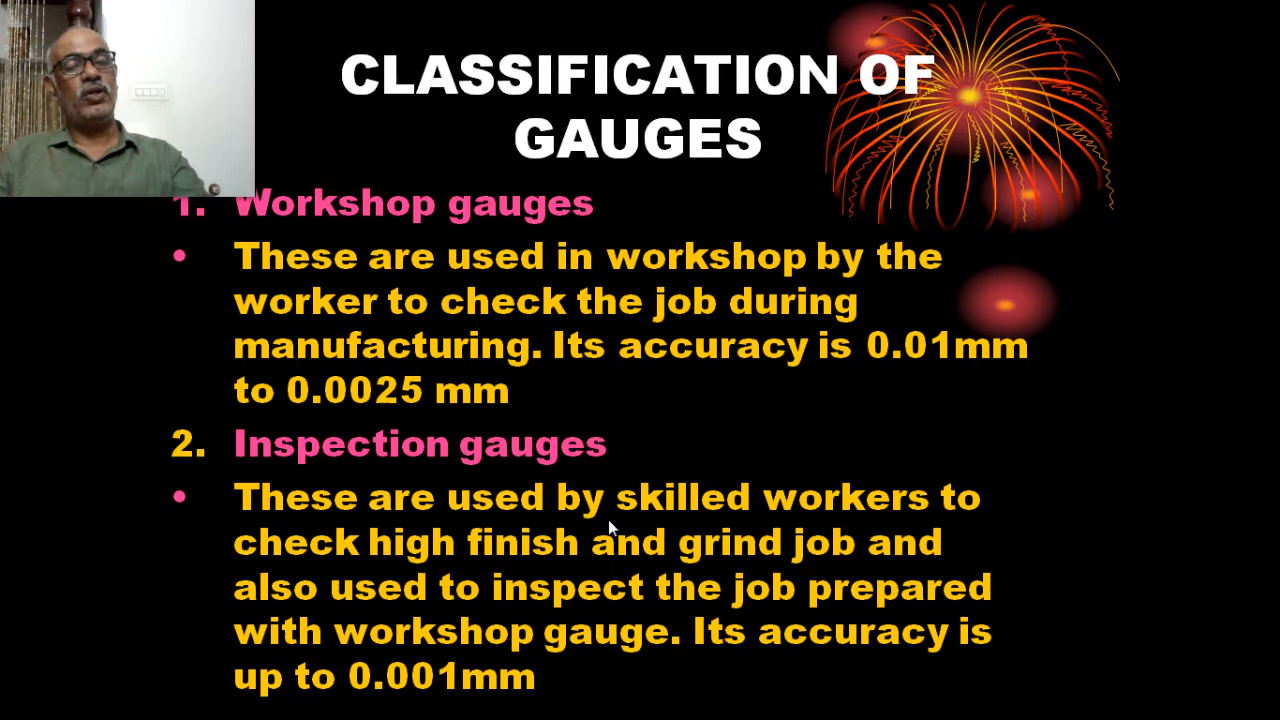 CLASSIFICATION OF
GAUGES
1. Workshop gauges
• These are used in workshop by the
worker to check the job during
manufacturing. Its accuracy is 0.01mm
to 0.0025 mm
2. Inspection gauges
• These are used by skilled workers to
check high finish and grind job and
also used to inspect the job prepared
with workshop gauge. Its accuracy is
up to 0.001mm